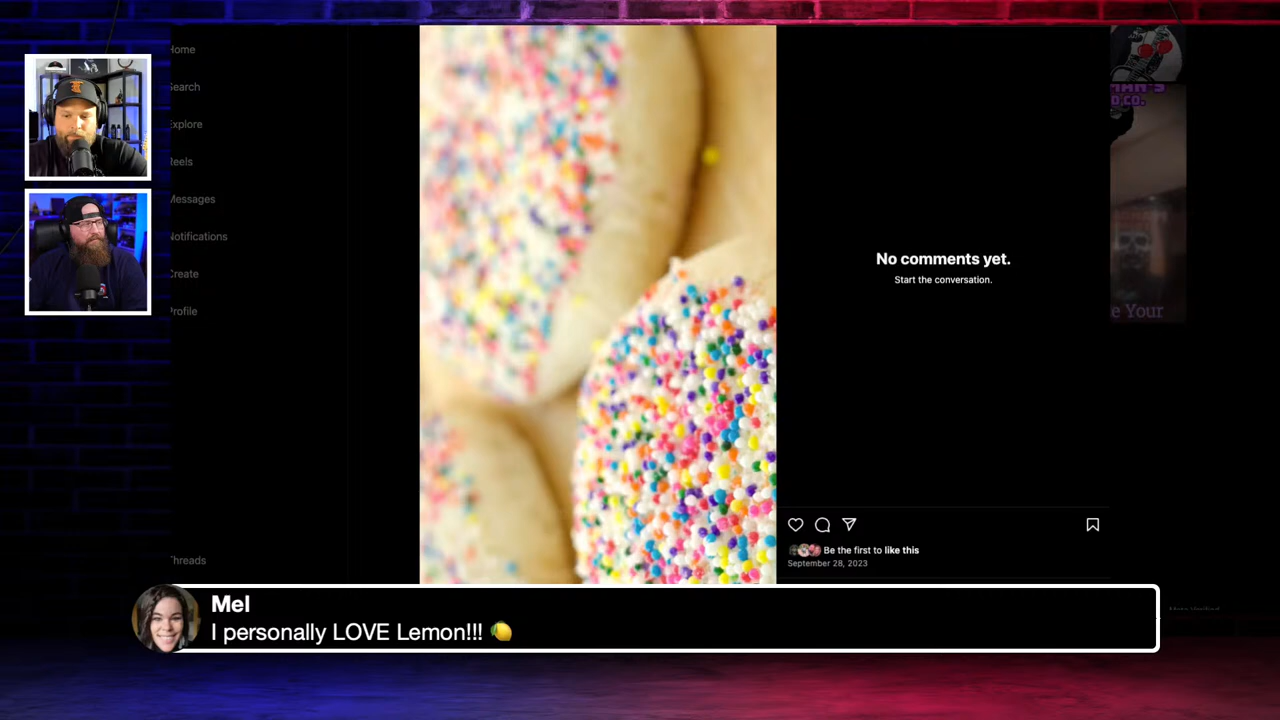 Home
Search
Explore
Reels
Messages
Notifications
Create
Profile
Threads
No comments yet.
Start the conversation.
Be the first to like this
September 28, 2023
e Your
Mel
I personally LOVE Lemon!!! 🍋